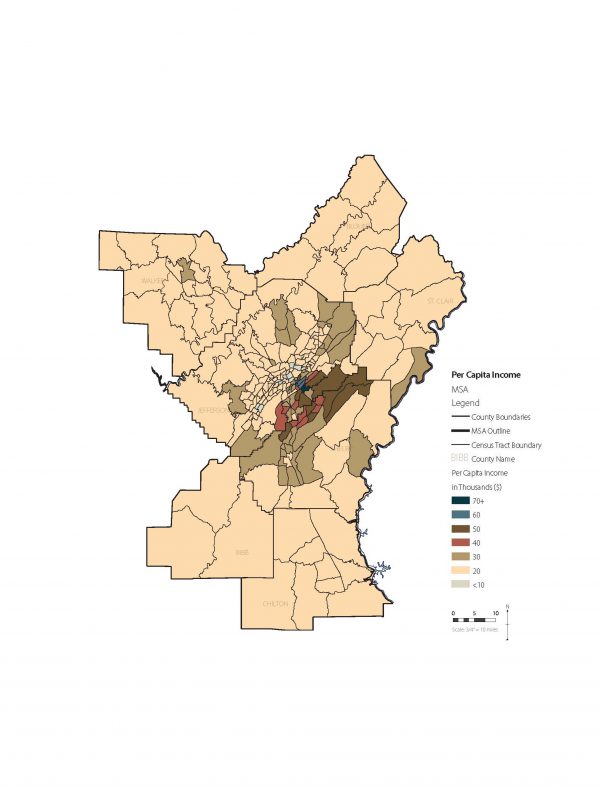 WALKER
ST. CLAIR
JEFFERSON
BIBB
CHILTON
Per Capita Income
MSA
Legend
County Boundaries
MSA Outline
Census Tract Boundary
BIBB County Name
Per Capita Income
in Thousands ($)
70+
60
50
40
30
20
<10
0 5 10
Scale: 3/4" = 10 miles
N